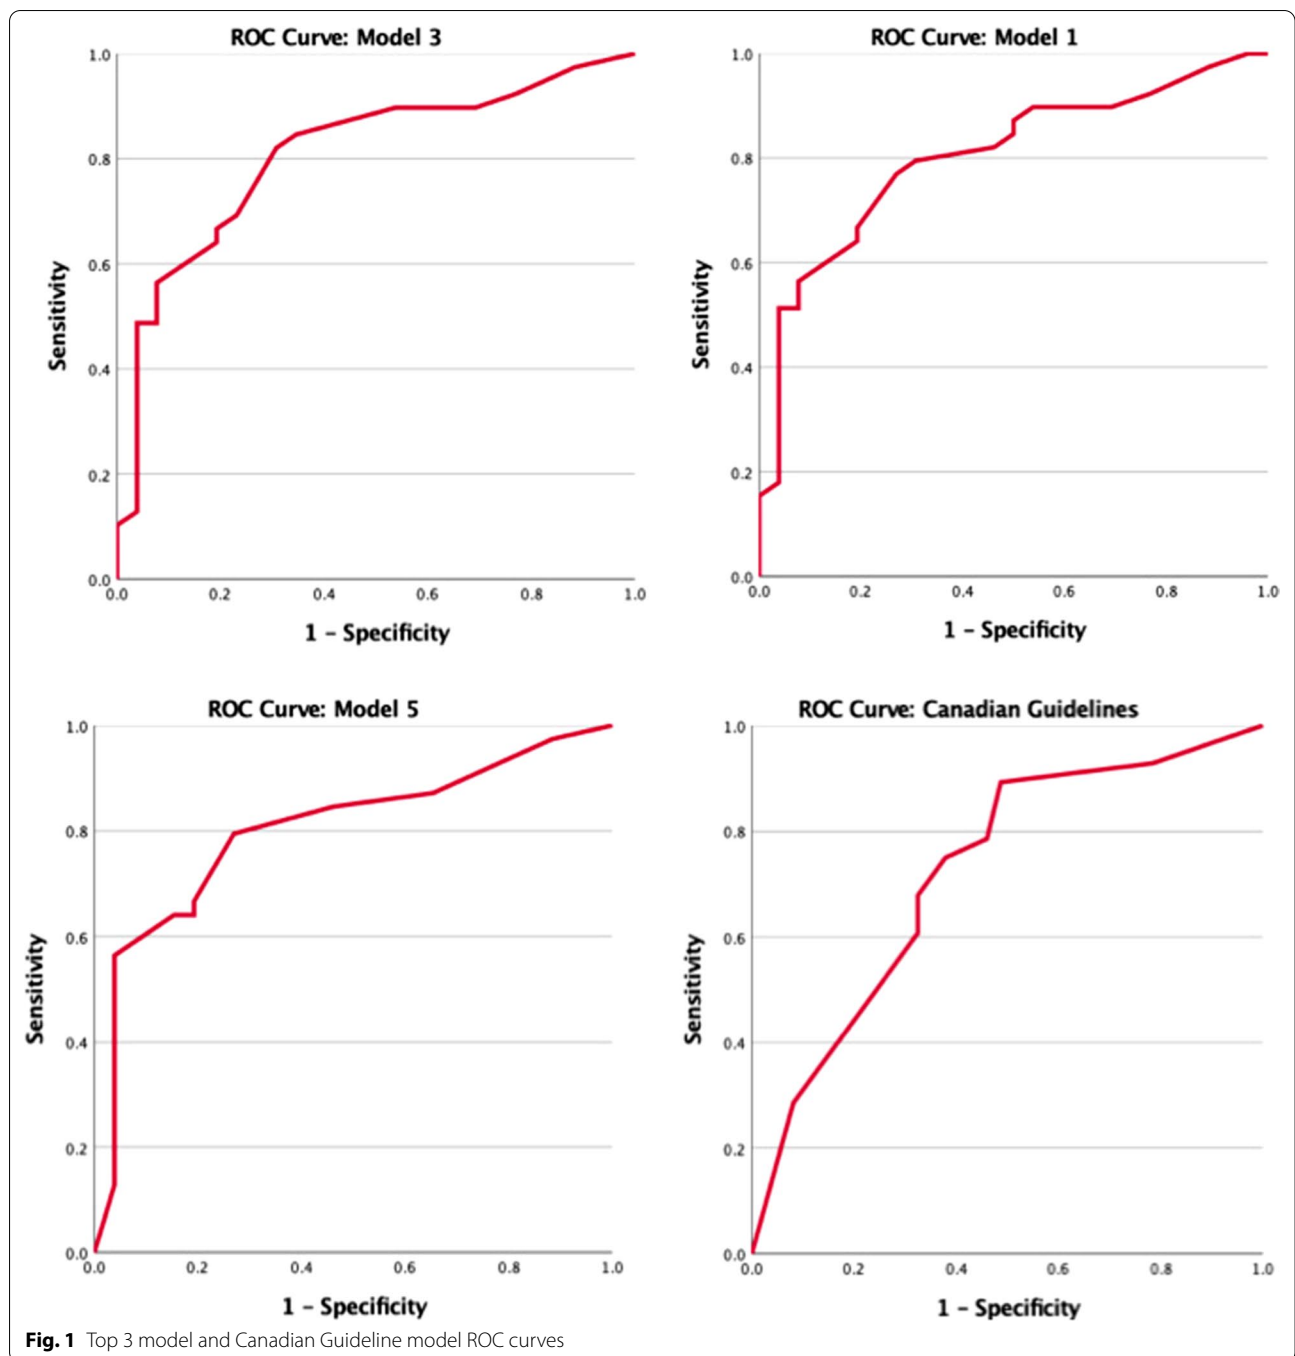 ROC Curve: Model 3
1.0
0.8
0.6
0.4
0.2
0.0
Sensitivity
0.0 0.2 0.4 0.6 0.8 1.0
1 - Specificity
ROC Curve: Model 1
1.0
0.8
0.6
0.4
0.2
0.0
Sensitivity
0.0 0.2 0.4 0.6 0.8 1.0
1 - Specificity
ROC Curve: Model 5
1.0
0.8
0.6
0.4
0.2
0.0
Sensitivity
0.0 0.2 0.4 0.6 0.8 1.0
1 - Specificity
ROC Curve: Canadian Guidelines
1.0
0.8
0.6
0.4
0.2
0.0
Sensitivity
0.0 0.2 0.4 0.6 0.8 1.0
1 - Specificity
Fig. 1 Top 3 model and Canadian Guideline model ROC curves